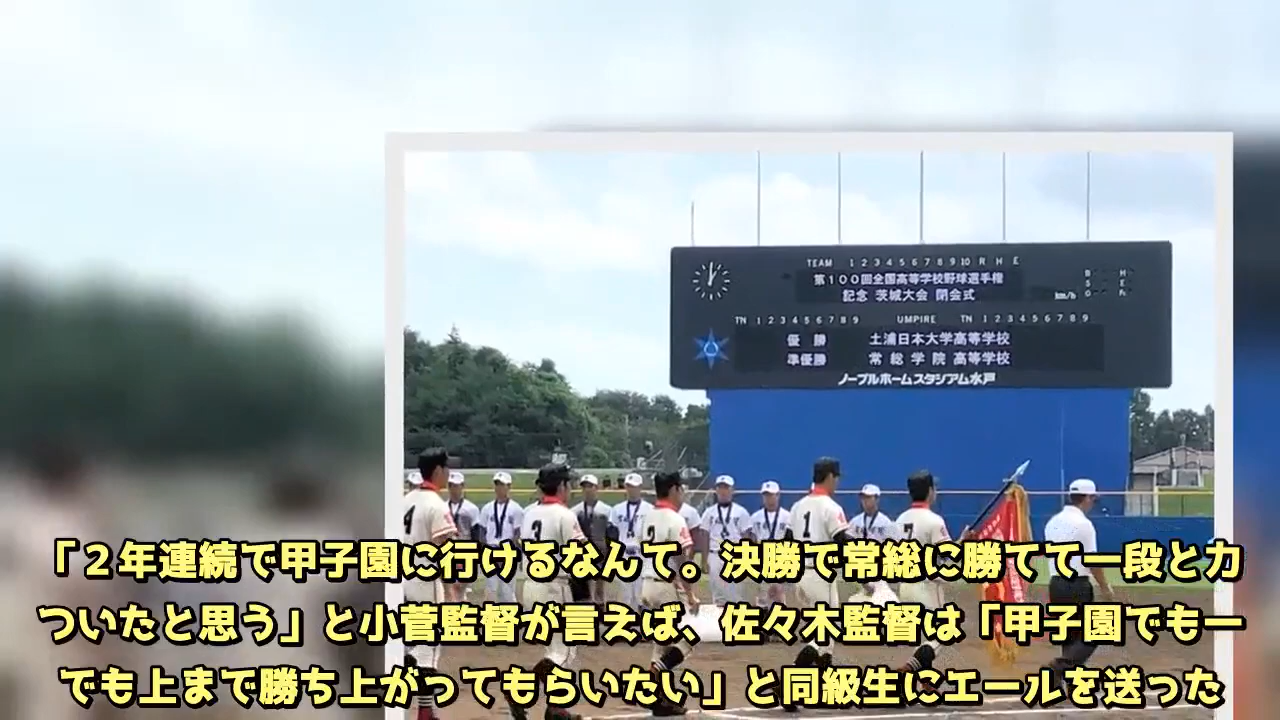 TEAM 1 2 3 4 5 6 7 8 9 10 R H E
第１００回全国高等学校野球選手権
記念 茨城大会 閉会式
km/h
B H
S E
O Fc
TN 1 2 3 4 5 6 7 8 9 UMPIRE TN 1 2 3 4 5 6 7 8 9
優 勝 土浦日本大学高等学校
準優勝 常 総 学 院 高等学校
ノーブルホームスタジアム水戸
4 3 2 1 7
「２年連続で甲子園に行けるなんて。決勝で常総に勝てて一段と力
ついたと思う」と小菅監督が言えば、佐々木監督は「甲子園でも一
でも上まで勝ち上がってもらいたい」と同級生にエールを送った